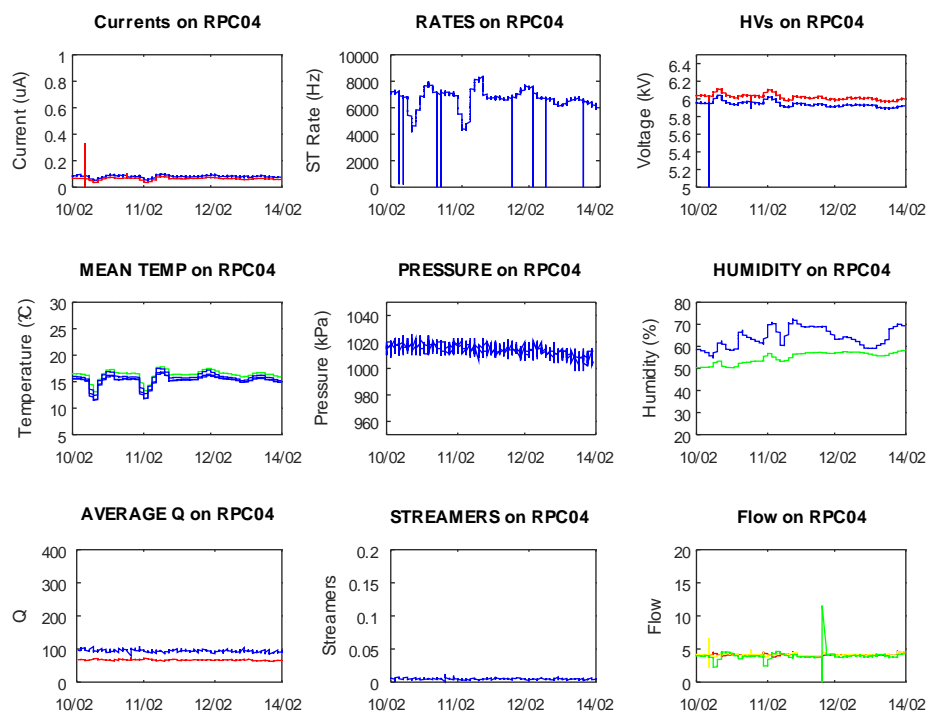 Currents on RPC04
RATES on RPC04
HVs on RPC04
Current (uA)
1
0.8
0.6
0.4
0.2
0
10/02 11/02 12/02 14/02
ST Rate (Hz)
10000
8000
6000
4000
2000
0
10/02 11/02 12/02 14/02
Voltage (kV)
6.4
6.2
6
5.8
5.6
5.4
5.2
5
10/02 11/02 12/02 14/02
MEAN TEMP on RPC04
PRESSURE on RPC04
HUMIDITY on RPC04
Temperature (?C)
30
25
20
15
10
5
10/02 11/02 12/02 14/02
Pressure (kPa)
1040
1020
1000
980
960
10/02 11/02 12/02 14/02
Humidity (%)
80
70
60
50
40
30
20
10/02 11/02 12/02 14/02
AVERAGE Q on RPC04
STREAMERS on RPC04
Flow on RPC04
Q
400
300
200
100
0
10/02 11/02 12/02 14/02
Streamers
0.2
0.15
0.1
0.05
0
10/02 11/02 12/02 14/02
Flow
20
15
10
5
0
10/02 11/02 12/02 14/02